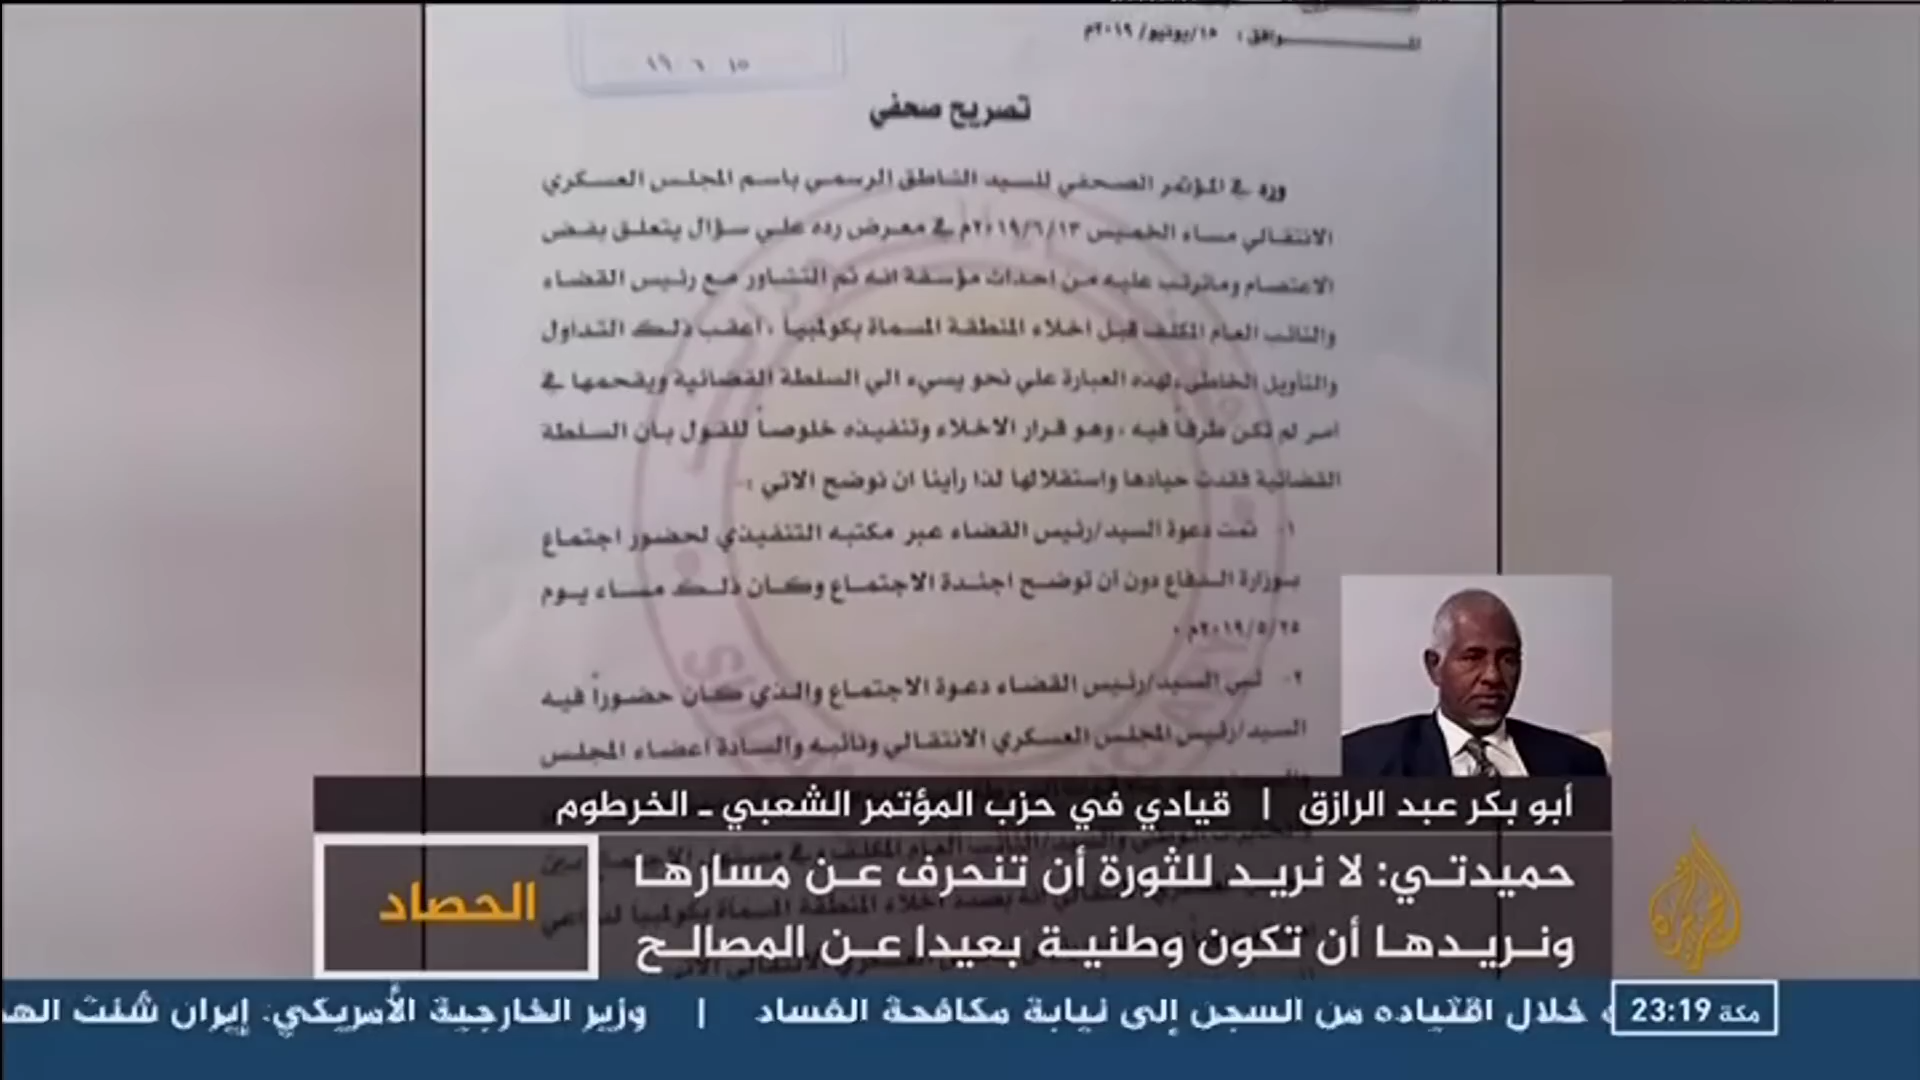 الموافق : ١٥/يونيو/٢٠١٩م
١٥ ٦ ١٩
تصريح صحفي
ورد في المؤتمر الصحفي للسيد الناطق الرسمي باسم المجلس العسكري
الانتقالي مساء الخميس ٢٠١٩/٦/١٣م في معرض رده علي سؤال يتعلق بفض
الاعتصام وماترتب عليه من احداث مؤسفة انه تم التشاور مع رئيس القضاء
والنائب العام المكلف قبل اخلاء المنطقة المسماة بكولمبيا ، أعقب ذلك التداول
والتأويل الخاطئ لهذه العبارة علي نحو يسيء الي السلطة القضائية ويقحمها في
امر لم تكن طرفاً فيه ، وهو قرار الاخلاء وتنفيذه خلوصاً للقول بأن السلطة
القضائية فقدت حيادها واستقلالها لذا رأينا ان نوضح الاتي :-
١- تمت دعوة السيد/رئيس القضاء عبر مكتبه التنفيذي لحضور اجتماع
بوزارة الدفاع دون أن توضح اجندة الاجتماع وكان ذلك مساء يوم
٢٠١٩/٥/٢٥م .
٢- لبى السيد/رئيس القضاء دعوة الاجتماع والذي كان حضوراً فيه
السيد/رئيس المجلس العسكري الانتقالي ونائبه والسادة اعضاء المجلس
أبو بكر عبد الرازق | قيادي في حزب المؤتمر الشعبي ـ الخرطوم
حميدتي: لا نريد للثورة أن تنحرف عن مسارها
ونريدها أن تكون وطنية بعيدا عن المصالح
الحصاد
خلال اقتياده من السجن إلى نيابة مكافحة الفساد | وزير الخارجية الأمريكي: إيران شنت
مكة 23:19